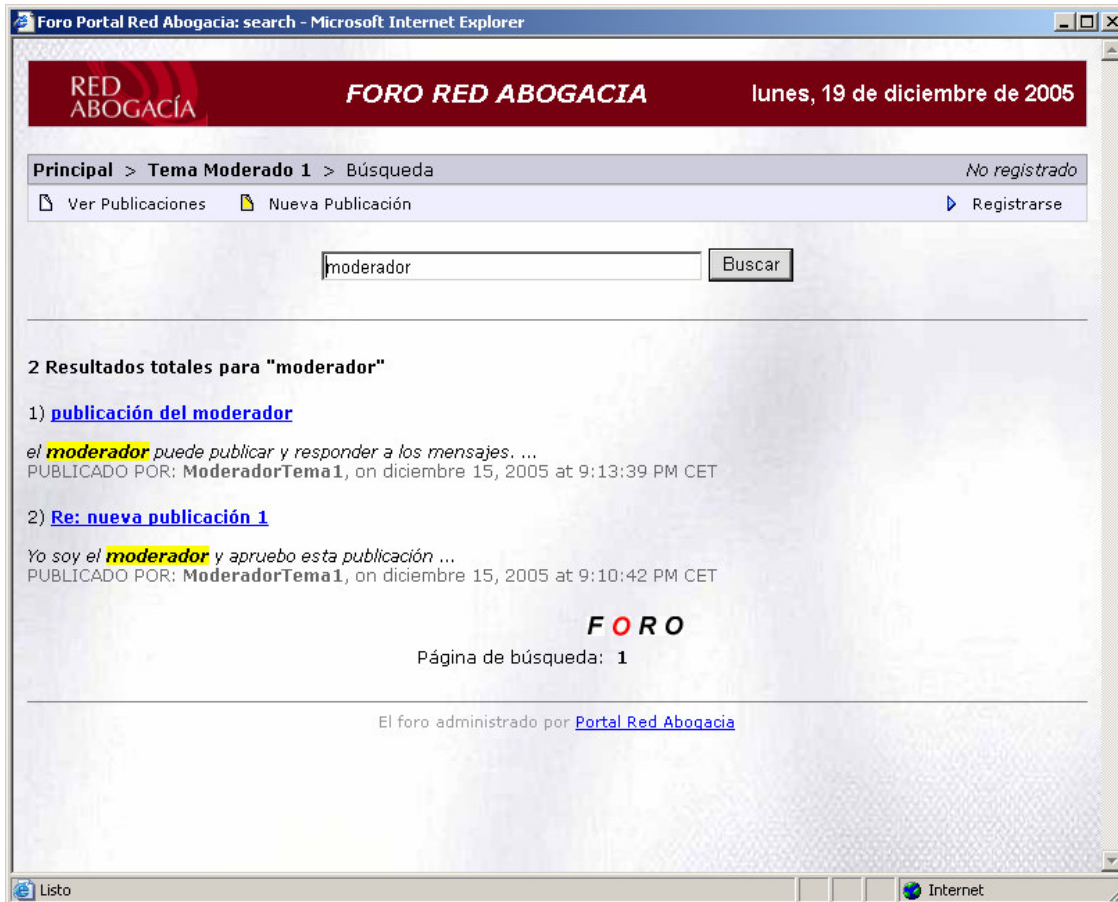 Foro Portal Red Abogacia: search - Microsoft Internet Explorer
RED
ABOGACÍA
FORO RED ABOGACIA
lunes, 19 de diciembre de 2005
Principal > Tema Moderado 1 > Búsqueda
No registrado
Ver Publicaciones
Nueva Publicación
Registrarse
moderador
Buscar
2 Resultados totales para "moderador"
1) publicación del moderador
el moderador puede publicar y responder a los mensajes. ...
PUBLICADO POR: ModeradorTema1, on diciembre 15, 2005 at 9:13:39 PM CET
2) Re: nueva publicación 1
Yo soy el moderador y apruebo esta publicación ...
PUBLICADO POR: ModeradorTema1, on diciembre 15, 2005 at 9:10:42 PM CET
FORO
Página de búsqueda: 1
El foro administrado por Portal Red Abogacia
Listo
Internet